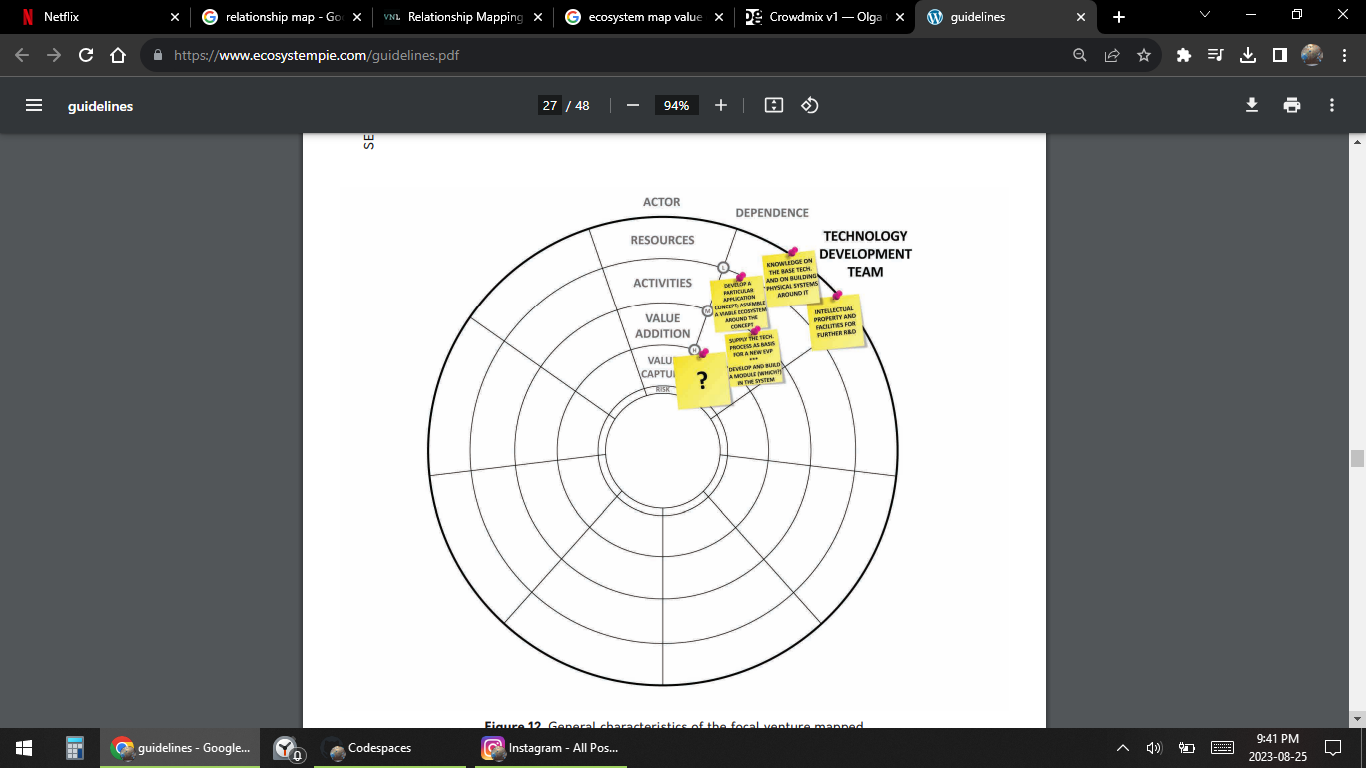 Netflix
relationship map - Goo
VNL Relationship Mapping
ecosystem map value
Crowdmix v1 — Olga
guidelines
https://www.ecosystempie.com/guidelines.pdf
guidelines
27 / 48
94%
SE
ACTOR
DEPENDENCE
RESOURCES
ACTIVITIES
VALUE
ADDITION
VALU
CAPTU
RISK
L
M
H
TECHNOLOGY
DEVELOPMENT
TEAM
KNOWLEDGE ON
THE BASE TECH.
AND ON BUILDING
PHYSICAL SYSTEMS
AROUND IT
INTELLECTUAL
PROPERTY AND
FACILITIES FOR
FURTHER R&D
DEVELOP A
PARTICULAR
APPLICATION
CONCEPT; ASSEMBLE
A VIABLE ECOSYSTEM
AROUND THE
CONCEPT
SUPPLY THE TECH.
PROCESS AS BASIS
FOR A NEW EVP
***
DEVELOP AND BUILD
A MODULE (WHICH?)
IN THE SYSTEM
?
Figure 12. General characteristics of the focal venture mapped
guidelines - Google...
0
Codespaces
Instagram - All Pos...
9:41 PM
2023-08-25